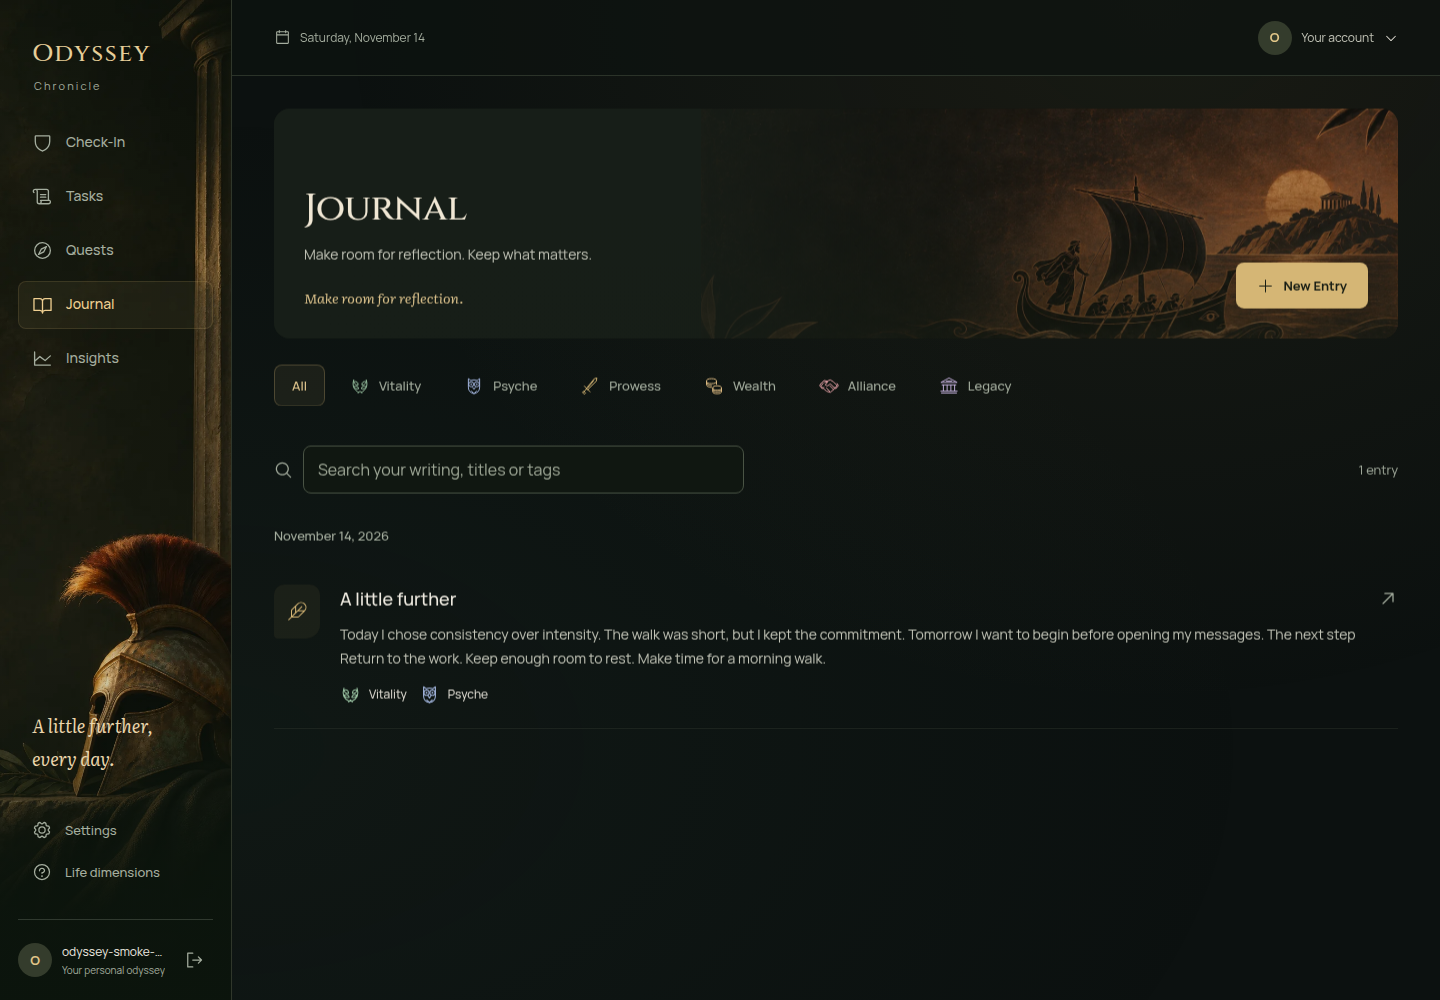 ODYSSEY
Chronicle
Check-In
Tasks
Quests
Journal
Insights
A little further,
every day.
Settings
Life dimensions
O
odyssey-smoke-...
Your personal odyssey
Saturday, November 14
O
Your account
JOURNAL
Make room for reflection. Keep what matters.
Make room for reflection.
New Entry
All
Vitality
Psyche
Prowess
Wealth
Alliance
Legacy
Search your writing, titles or tags
1 entry
November 14, 2026
A little further
Today I chose consistency over intensity. The walk was short, but I kept the commitment. Tomorrow I want to begin before opening my messages. The next step
Return to the work. Keep enough room to rest. Make time for a morning walk.
Vitality
Psyche